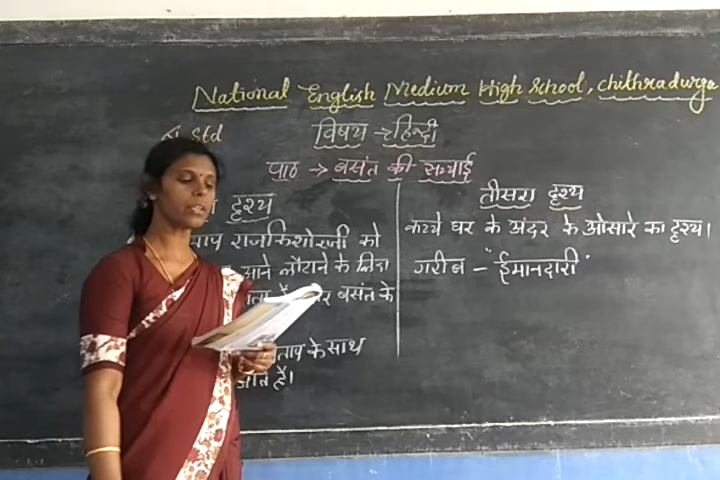 National English Medium High School, Chithradurga
Std विषय → हिन्दी
पाठ → बसंत की सच्चाई
दृश्य
राजकिशोरजी को
आने लौटाने के लिए
बसंत के
के साथ
आते हैं।
तीसरा दृश्य
कच्चे घर के अंदर के ओसारे का दृश्य।
गरीब - "ईमानदारी"